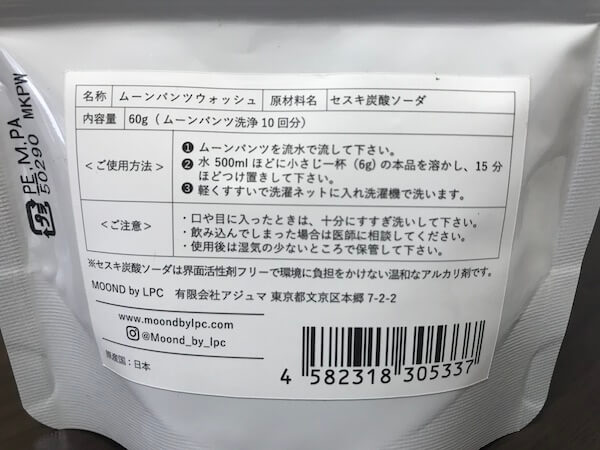 名称 ムーンパンツウォッシュ 原材料名 セスキ炭酸ソーダ
内容量 60g（ムーンパンツ洗浄 10 回分）
＜ご使用方法＞
❶ ムーンパンツを流水で流して下さい。
❷ 水 500ml ほどに小さじ一杯（6g）の本品を溶かし、15 分
ほどつけ置きして下さい。
❸ 軽くすすいで洗濯ネットに入れ洗濯機で洗います。
＜ご注意＞
・口や目に入ったときは、十分にすすぎ洗いして下さい。
・飲み込んでしまった場合は医師に相談してください。
・使用後は湿気の少ないところで保管して下さい。
※セスキ炭酸ソーダは界面活性剤フリーで環境に負担をかけない温和なアルカリ剤です。
MOOND by LPC 有限会社アジュマ 東京都文京区本郷 7-2-2
www.moondbylpc.com
@Moond_by_lpc
原産国：日本
4 582318 305337
プラ
PE、M、PA
50290 MKPW